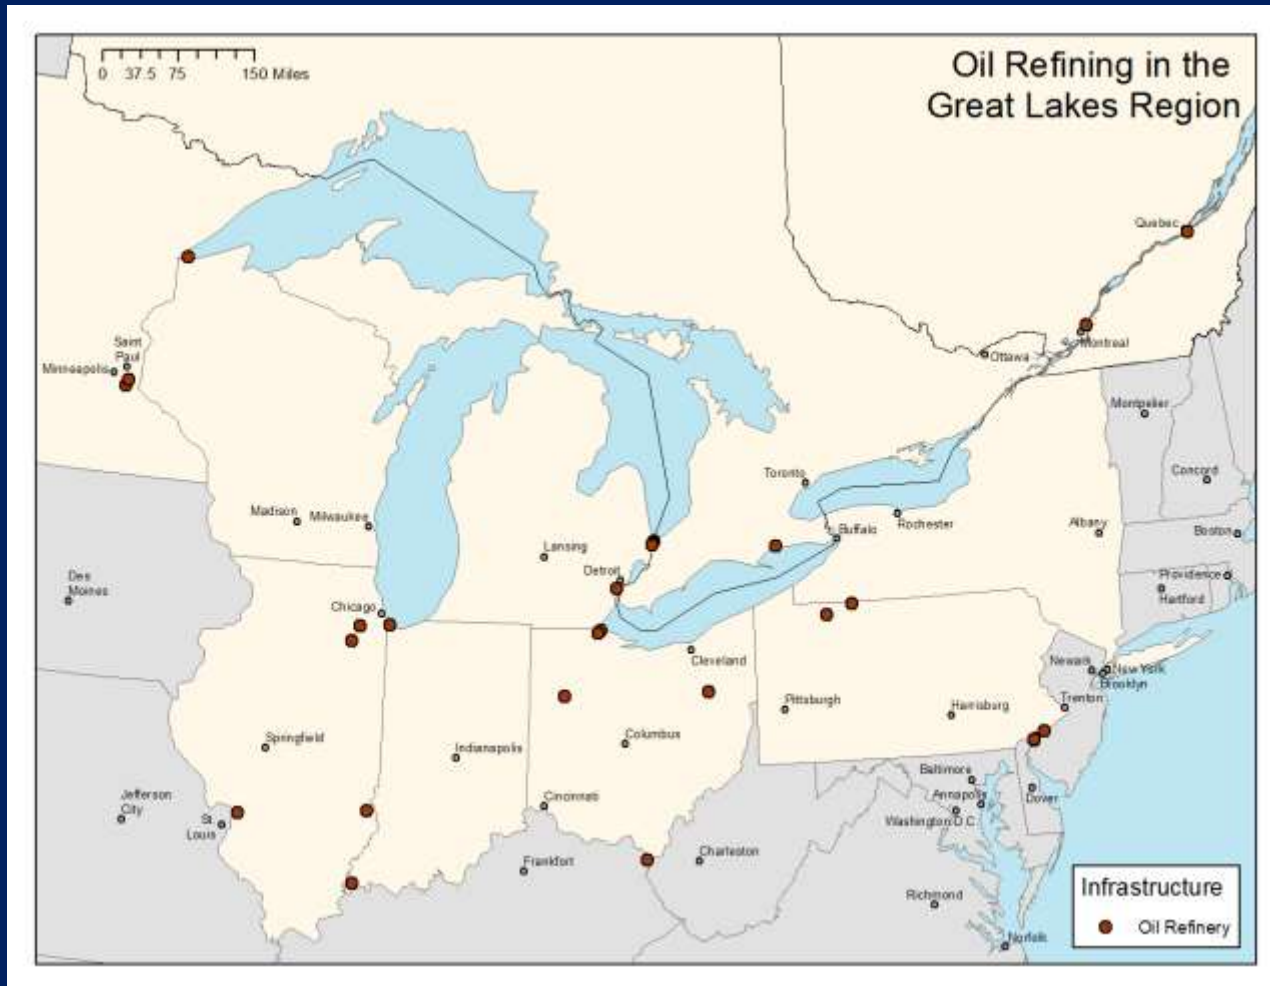 Oil Refining in the
Great Lakes Region
0 37.5 75 150 Miles
Quebec
Montreal
Ottawa
Saint
Paul
Minneapolis
Montpelier
Concord
Toronto
Madison
Milwaukee
Rochester
Buffalo
Albany
Boston
Lansing
Detroit
Des
Moines
Providence
Hartford
Chicago
Cleveland
Newark
New York
Brooklyn
Trenton
Pittsburgh
Harrisburg
Springfield
Indianapolis
Columbus
Baltimore
Jefferson
City
St.
Louis
Cincinnati
Annapolis
Dover
Washington D.C.
Frankfort
Charleston
Richmond
Norfolk
Infrastructure
Oil Refinery